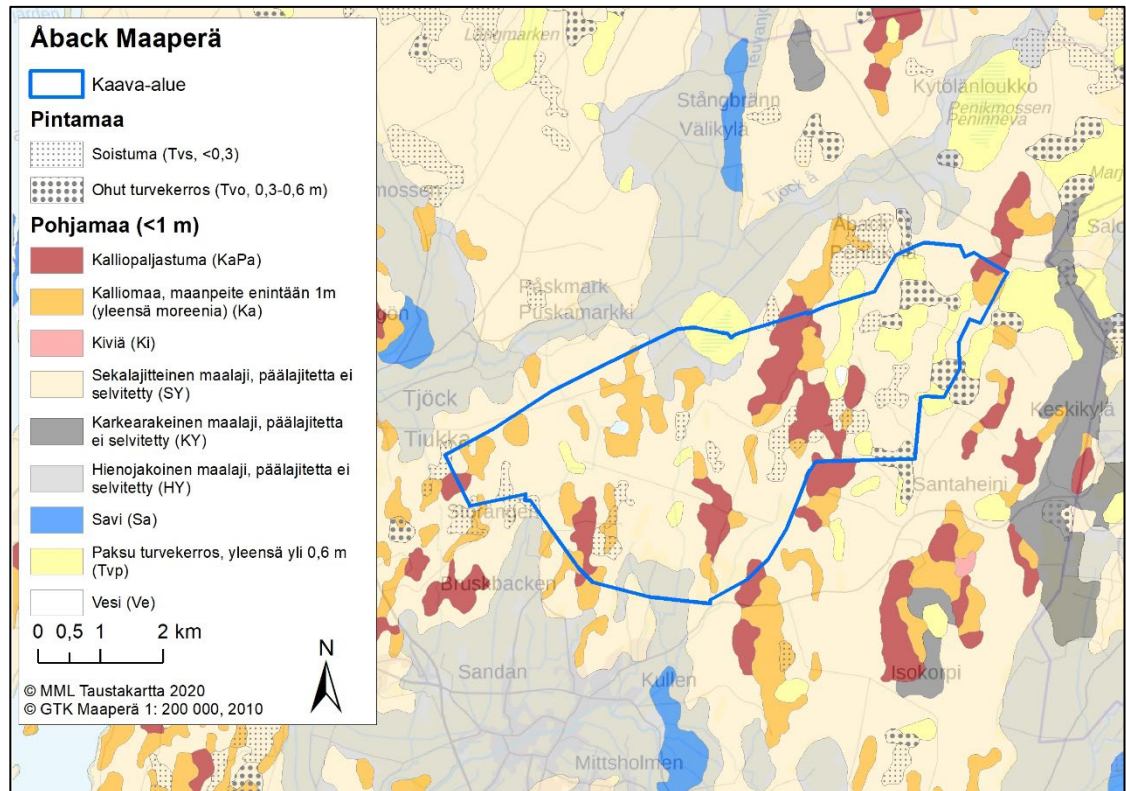 Åback Maaperä
Kaava-alue
Pintamaa
Soistuma (Tvs, <0,3)
Ohut turvekerros (Tvo, 0,3-0,6 m)
Pohjamaa (<1 m)
Kalliopaljastuma (KaPa)
Kalliomaa, maanpeite enintään 1m
(yleensä moreenia) (Ka)
Kiviä (Ki)
Sekalajitteinen maalaji, päälajitetta ei
selvitetty (SY)
Karkearakeinen maalaji, päälajitetta
ei selvitetty (KY)
Hienojakoinen maalaji, päälajitetta ei
selvitetty (HY)
Savi (Sa)
Paksu turvekerros, yleensä yli 0,6 m
(Tvp)
Vesi (Ve)
0 0,5 1 2 km
N
© MML Taustakartta 2020
© GTK Maaperä 1: 200 000, 2010
Långmarken
Stångbränn
Välikylä
Kytölänloukko
Penikmossen
Peninneva
Tjöck å
Åback
Påskmark
Puskamarkki
Tjöck
Tiukka
Keskikylä
Santaheini
Storängen
Bruskbacken
Sandan
Kullen
Isokorpi
Mittsholmen